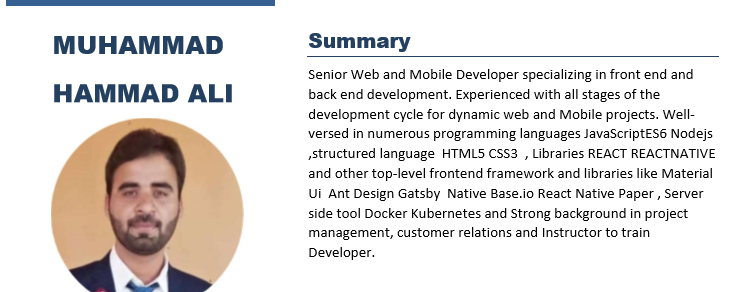 MUHAMMAD
HAMMAD ALI
Summary
Senior Web and Mobile Developer specializing in front end and
back end development. Experienced with all stages of the
development cycle for dynamic web and Mobile projects. Well-
versed in numerous programming languages JavaScriptES6 Nodejs
,structured language  HTML5 CSS3  , Libraries REACT REACTNATIVE
and other top-level frontend framework and libraries like Material
Ui  Ant Design Gatsby  Native Base.io React Native Paper , Server
side tool Docker Kubernetes and Strong background in project
management, customer relations and Instructor to train
Developer.